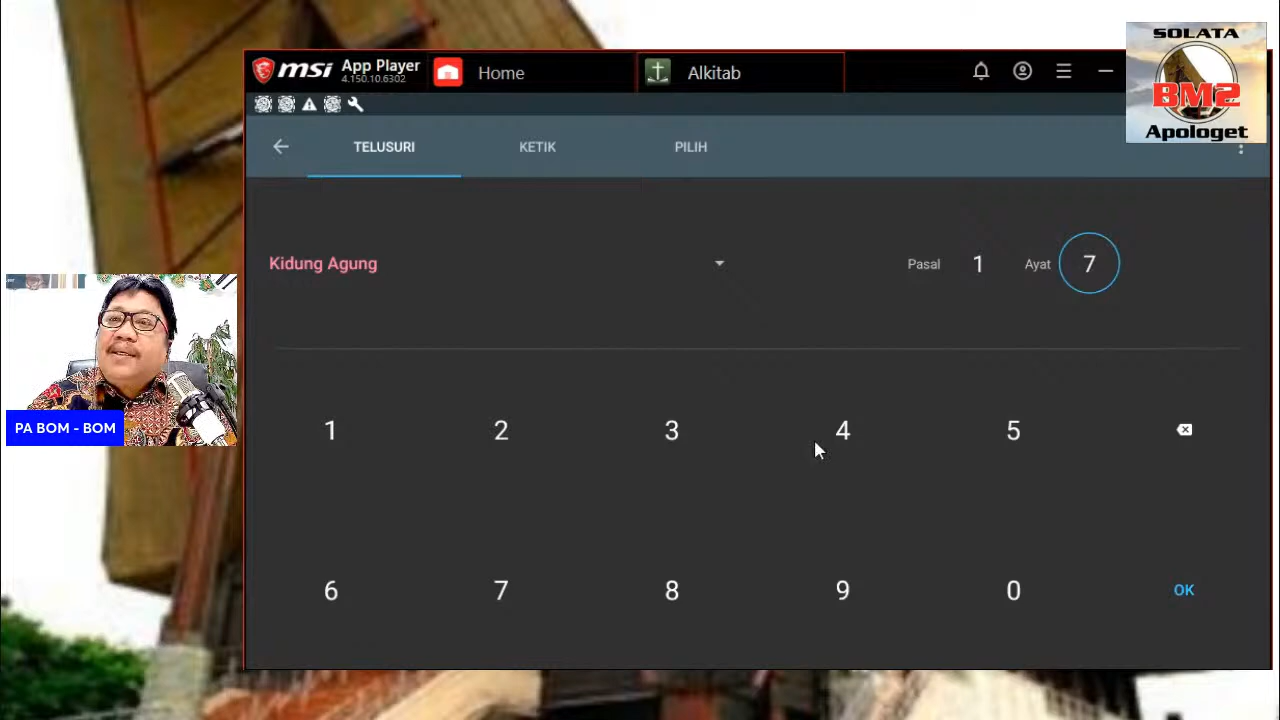 SOLATA
BM2
Apologet
msi App Player
4.150.10.6302
Home
Alkitab
TELUSURI
KETIK
PILIH
Kidung Agung
Pasal 1
Ayat 7
1 2 3 4 5
6 7 8 9 0 OK
PA BOM - BOM